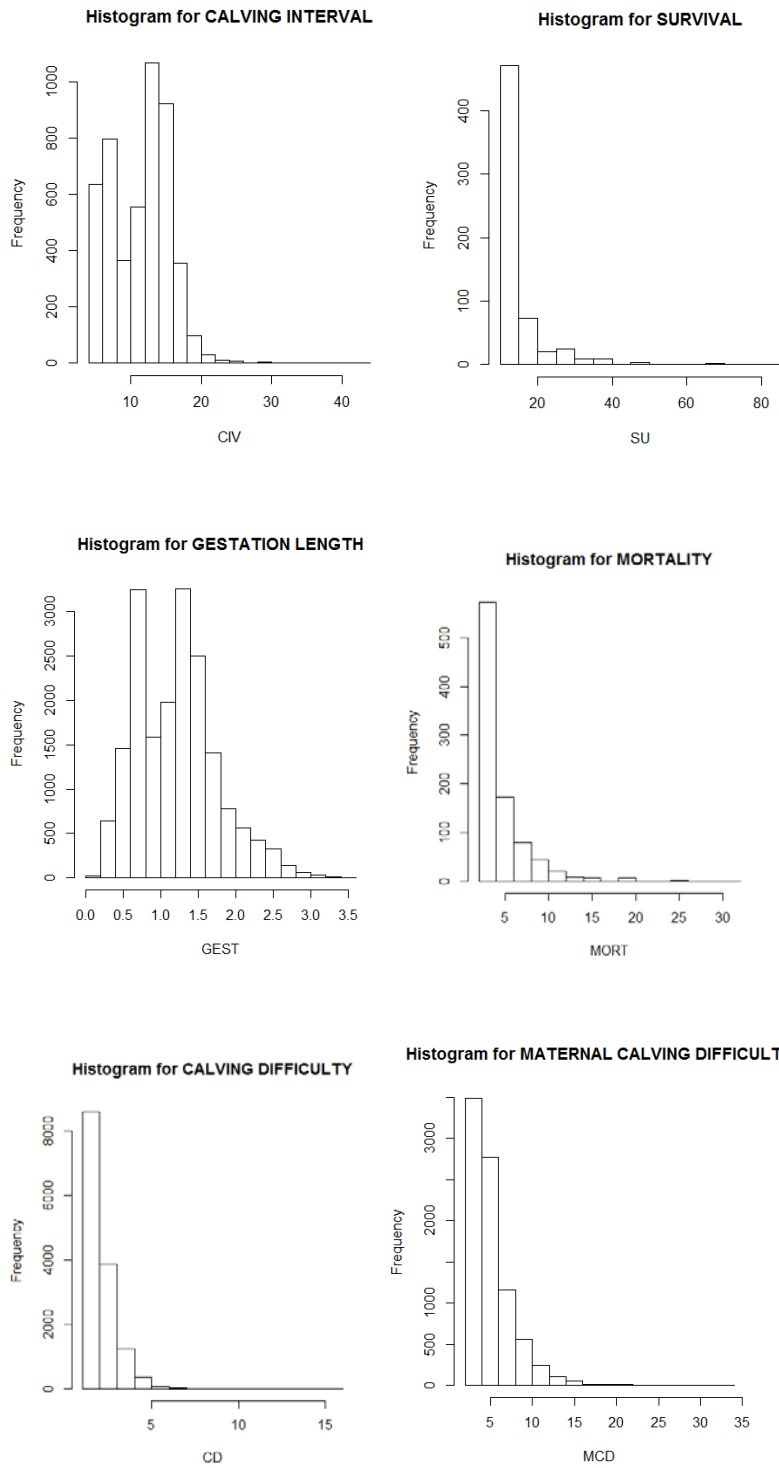 Histogram for CALVING INTERVAL
Frequency
0 200 400 600 800 1000
10 20 30 40
CIV
Histogram for SURVIVAL
Frequency
0 100 200 300 400
20 40 60 80
SU
Histogram for GESTATION LENGTH
Frequency
0 500 1000 1500 2000 2500 3000
0.0 0.5 1.0 1.5 2.0 2.5 3.0 3.5
GEST
Histogram for MORTALITY
Frequency
0 100 200 300 400 500
5 10 15 20 25 30
MORT
Histogram for CALVING DIFFICULTY
Frequency
0 2000 4000 6000 8000
5 10 15
CD
Histogram for MATERNAL CALVING DIFFICULT
Frequency
0 500 1000 2000 3000
5 10 15 20 25 30 35
MCD